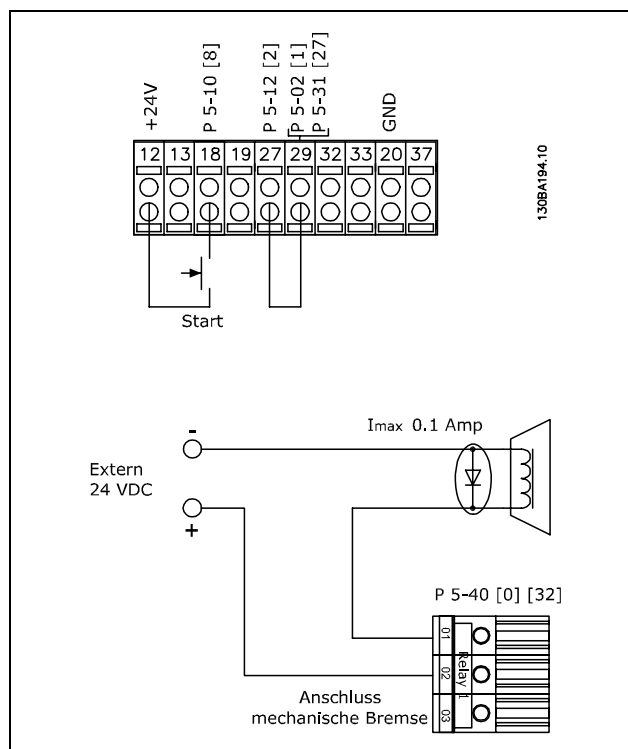 +24V
P 5-10 [8]
P 5-12 [2]
P 5-02 [1]
P 5-31 [27]
GND
12 13 18 19 27 29 32 33 20 37
130BA194.10
Start
Imax 0.1 Amp
-
Extern
24 VDC
+
P 5-40 [0] [32]
01
02
03
Relay 1
Anschluss
mechanische Bremse